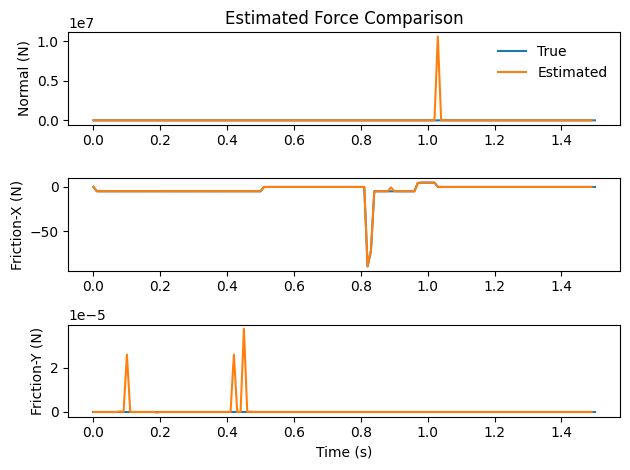 Estimated Force Comparison
1e7
Normal (N)
1.0
0.5
0.0
True
Estimated
0.0 0.2 0.4 0.6 0.8 1.0 1.2 1.4
Friction-X (N)
0
−50
0.0 0.2 0.4 0.6 0.8 1.0 1.2 1.4
1e−5
Friction-Y (N)
2
0
0.0 0.2 0.4 0.6 0.8 1.0 1.2 1.4
Time (s)